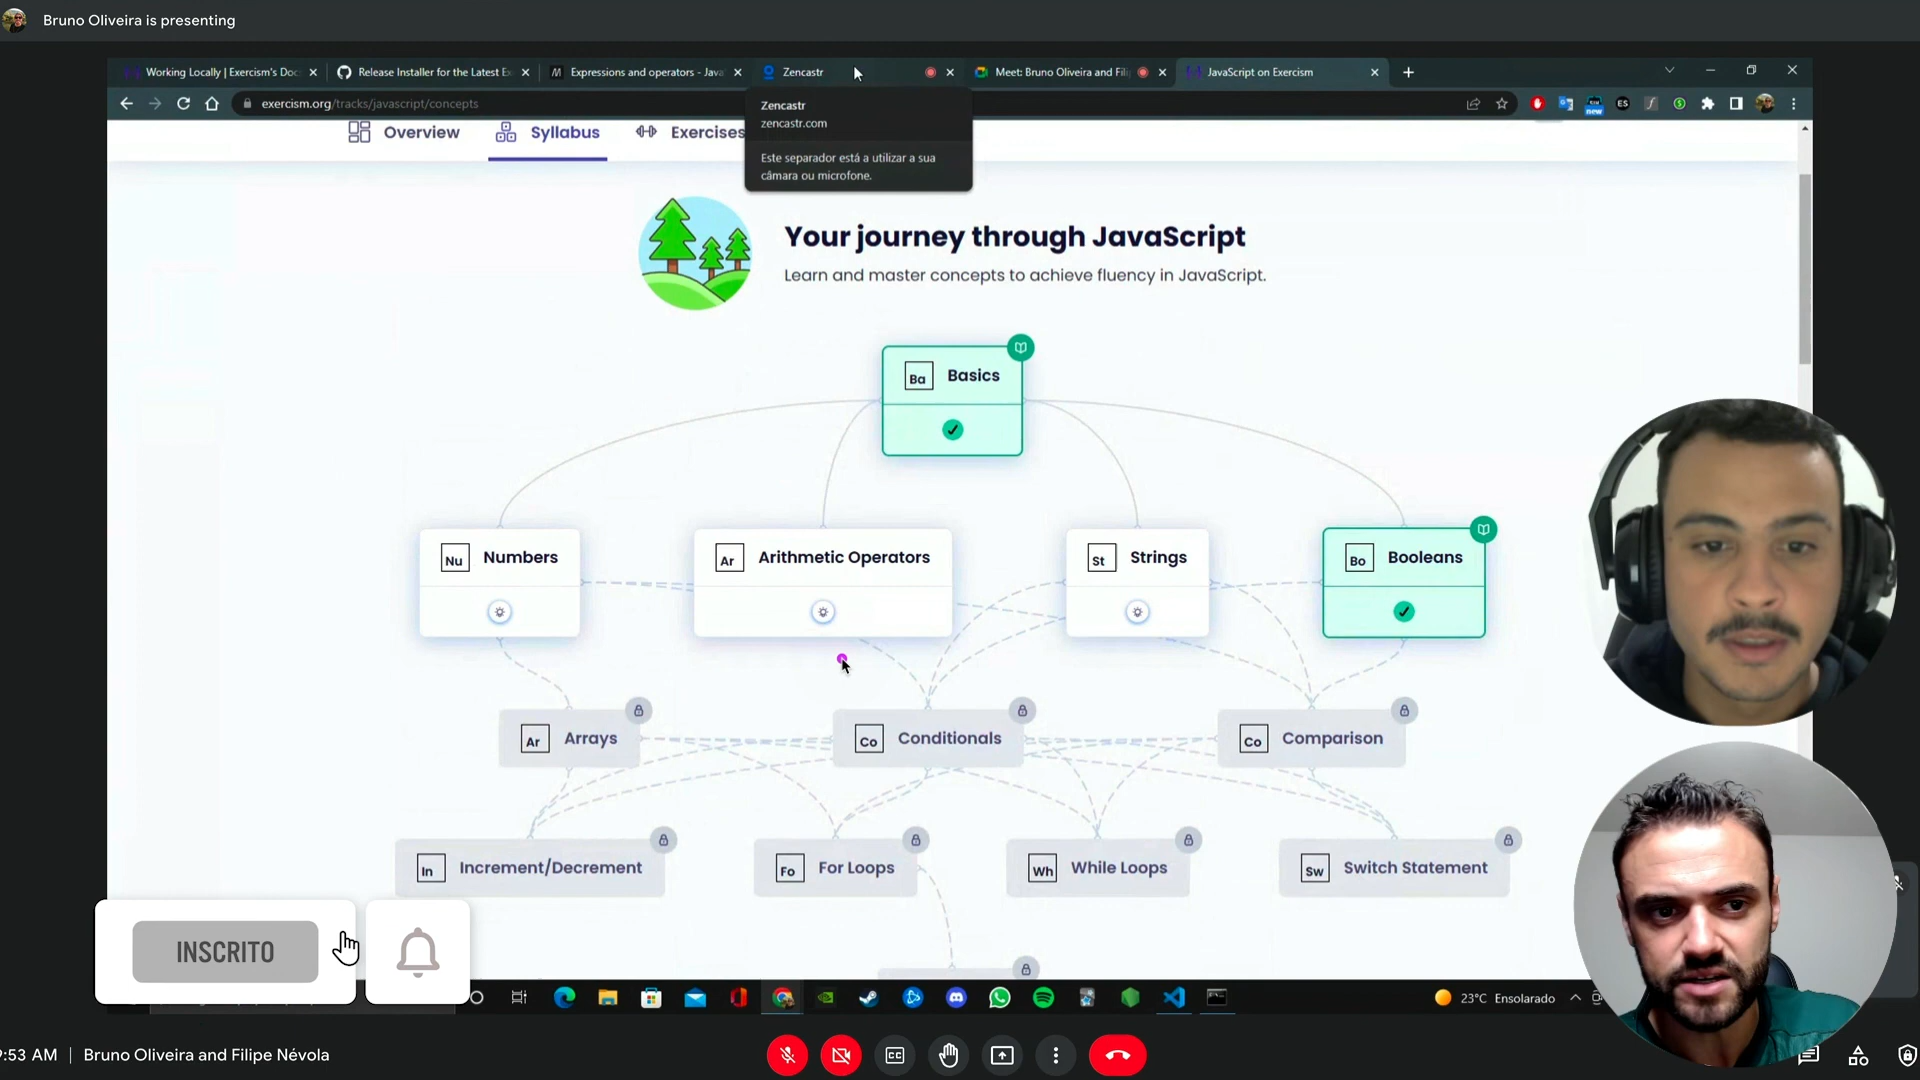 Bruno Oliveira is presenting
Working Locally | Exercism's Doc
Release Installer for the Latest E
Expressions and operators - Java
Zencastr
Meet: Bruno Oliveira and Fili
JavaScript on Exercism
exercism.org/tracks/javascript/concepts
new
ES
Zencastr
zencastr.com
Este separador está a utilizar a sua
câmara ou microfone.
Overview
Syllabus
Exercises
Your journey through JavaScript
Learn and master concepts to achieve fluency in JavaScript.
Ba Basics
Nu Numbers
Ar Arithmetic Operators
St Strings
Bo Booleans
Ar Arrays
Co Conditionals
Co Comparison
In Increment/Decrement
Fo For Loops
Wh While Loops
Sw Switch Statement
INSCRITO
23°C Ensolarado
9:53 AM | Bruno Oliveira and Filipe Névola